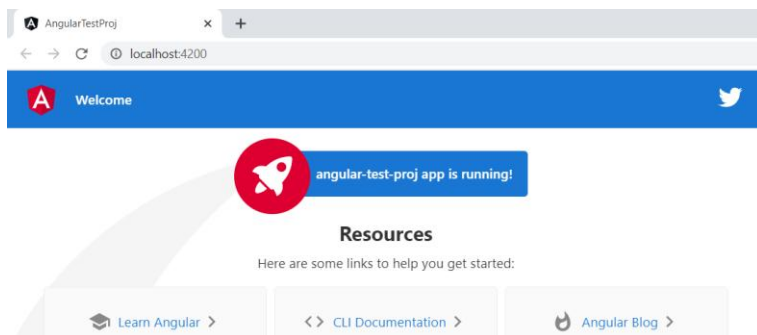 AngularTestProj
localhost:4200
A Welcome
angular-test-proj app is running!
Resources
Here are some links to help you get started:
Learn Angular > <> CLI Documentation > Angular Blog >